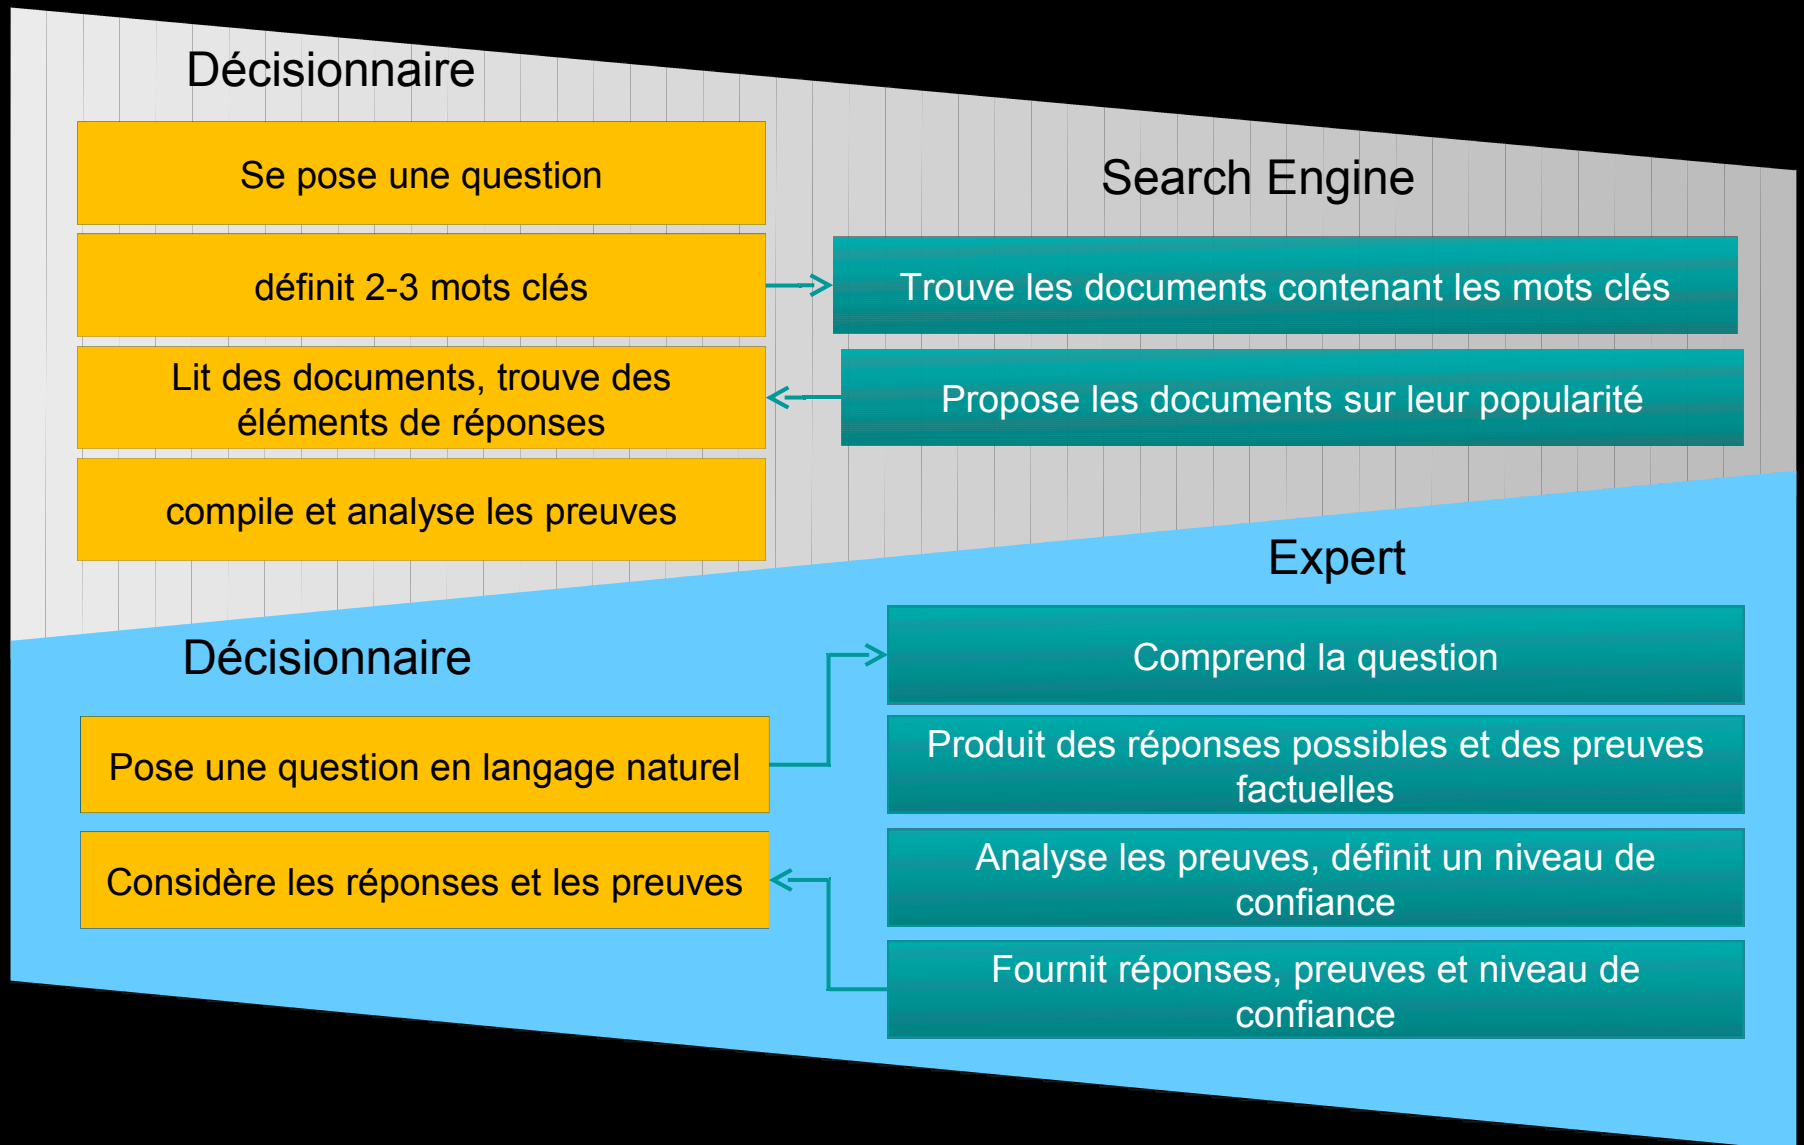 Décisionnaire
Se pose une question
définit 2-3 mots clés
Lit des documents, trouve des
éléments de réponses
compile et analyse les preuves
Search Engine
Trouve les documents contenant les mots clés
Propose les documents sur leur popularité
Décisionnaire
Pose une question en langage naturel
Considère les réponses et les preuves
Expert
Comprend la question
Produit des réponses possibles et des preuves
factuelles
Analyse les preuves, définit un niveau de
confiance
Fournit réponses, preuves et niveau de
confiance